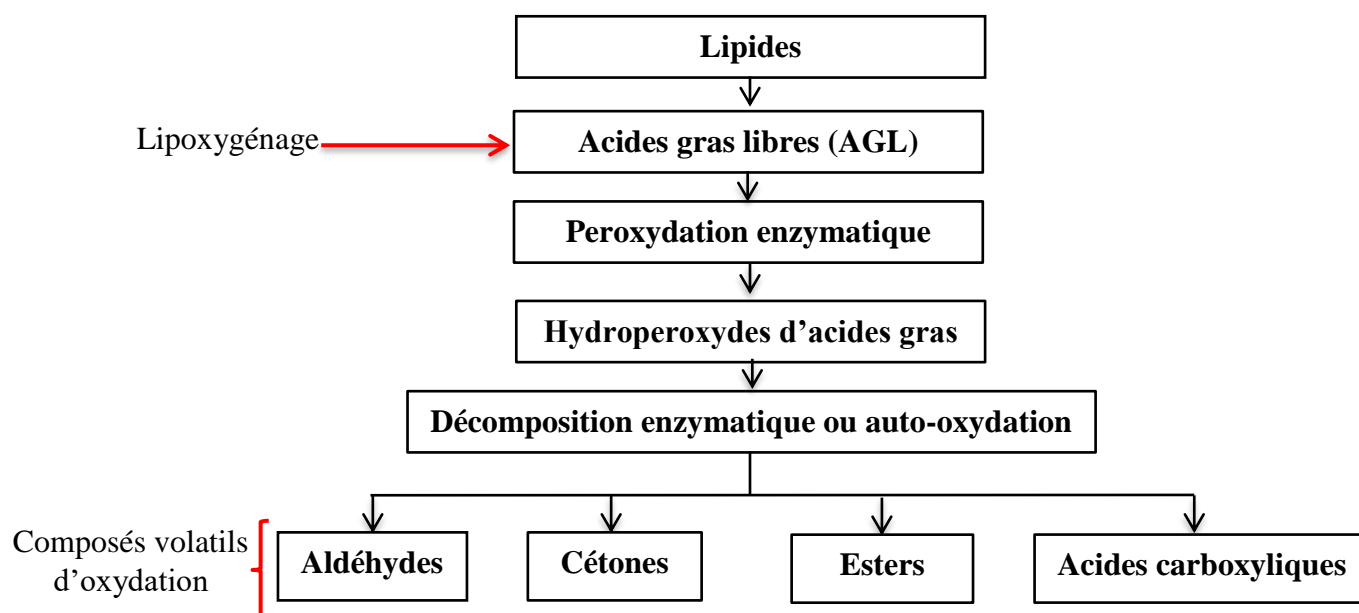 Lipides
Lipoxygénage
Acides gras libres (AGL)
Peroxydation enzymatique
Hydroperoxydes d’acides gras
Décomposition enzymatique ou auto-oxydation
Composés volatils
d’oxydation
Aldéhydes
Cétones
Esters
Acides carboxyliques